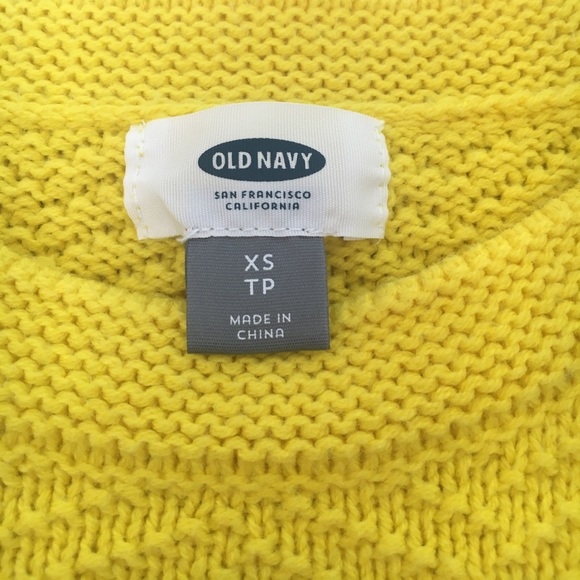 OLD NAVY
SAN FRANCISCO
CALIFORNIA
XS
TP
MADE IN
CHINA